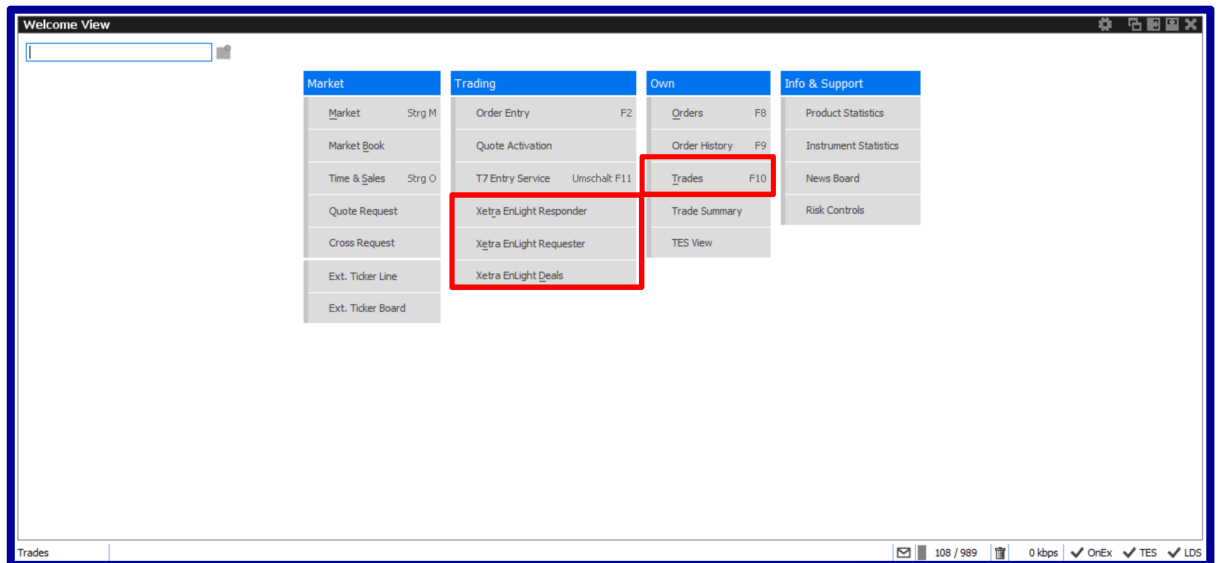 Welcome View
Market
Market Strg M
Market Book
Time & Sales Strg O
Quote Request
Cross Request
Ext. Ticker Line
Ext. Ticker Board
Trading
Order Entry F2
Quote Activation
T7 Entry Service Umschalt F11
Xetra EnLight Responder
Xetra EnLight Requester
Xetra EnLight Deals
Own
Orders F8
Order History F9
Trades F10
Trade Summary
TES View
Info & Support
Product Statistics
Instrument Statistics
News Board
Risk Controls
Trades
108 / 989 0 kbps OnEx TES LDS